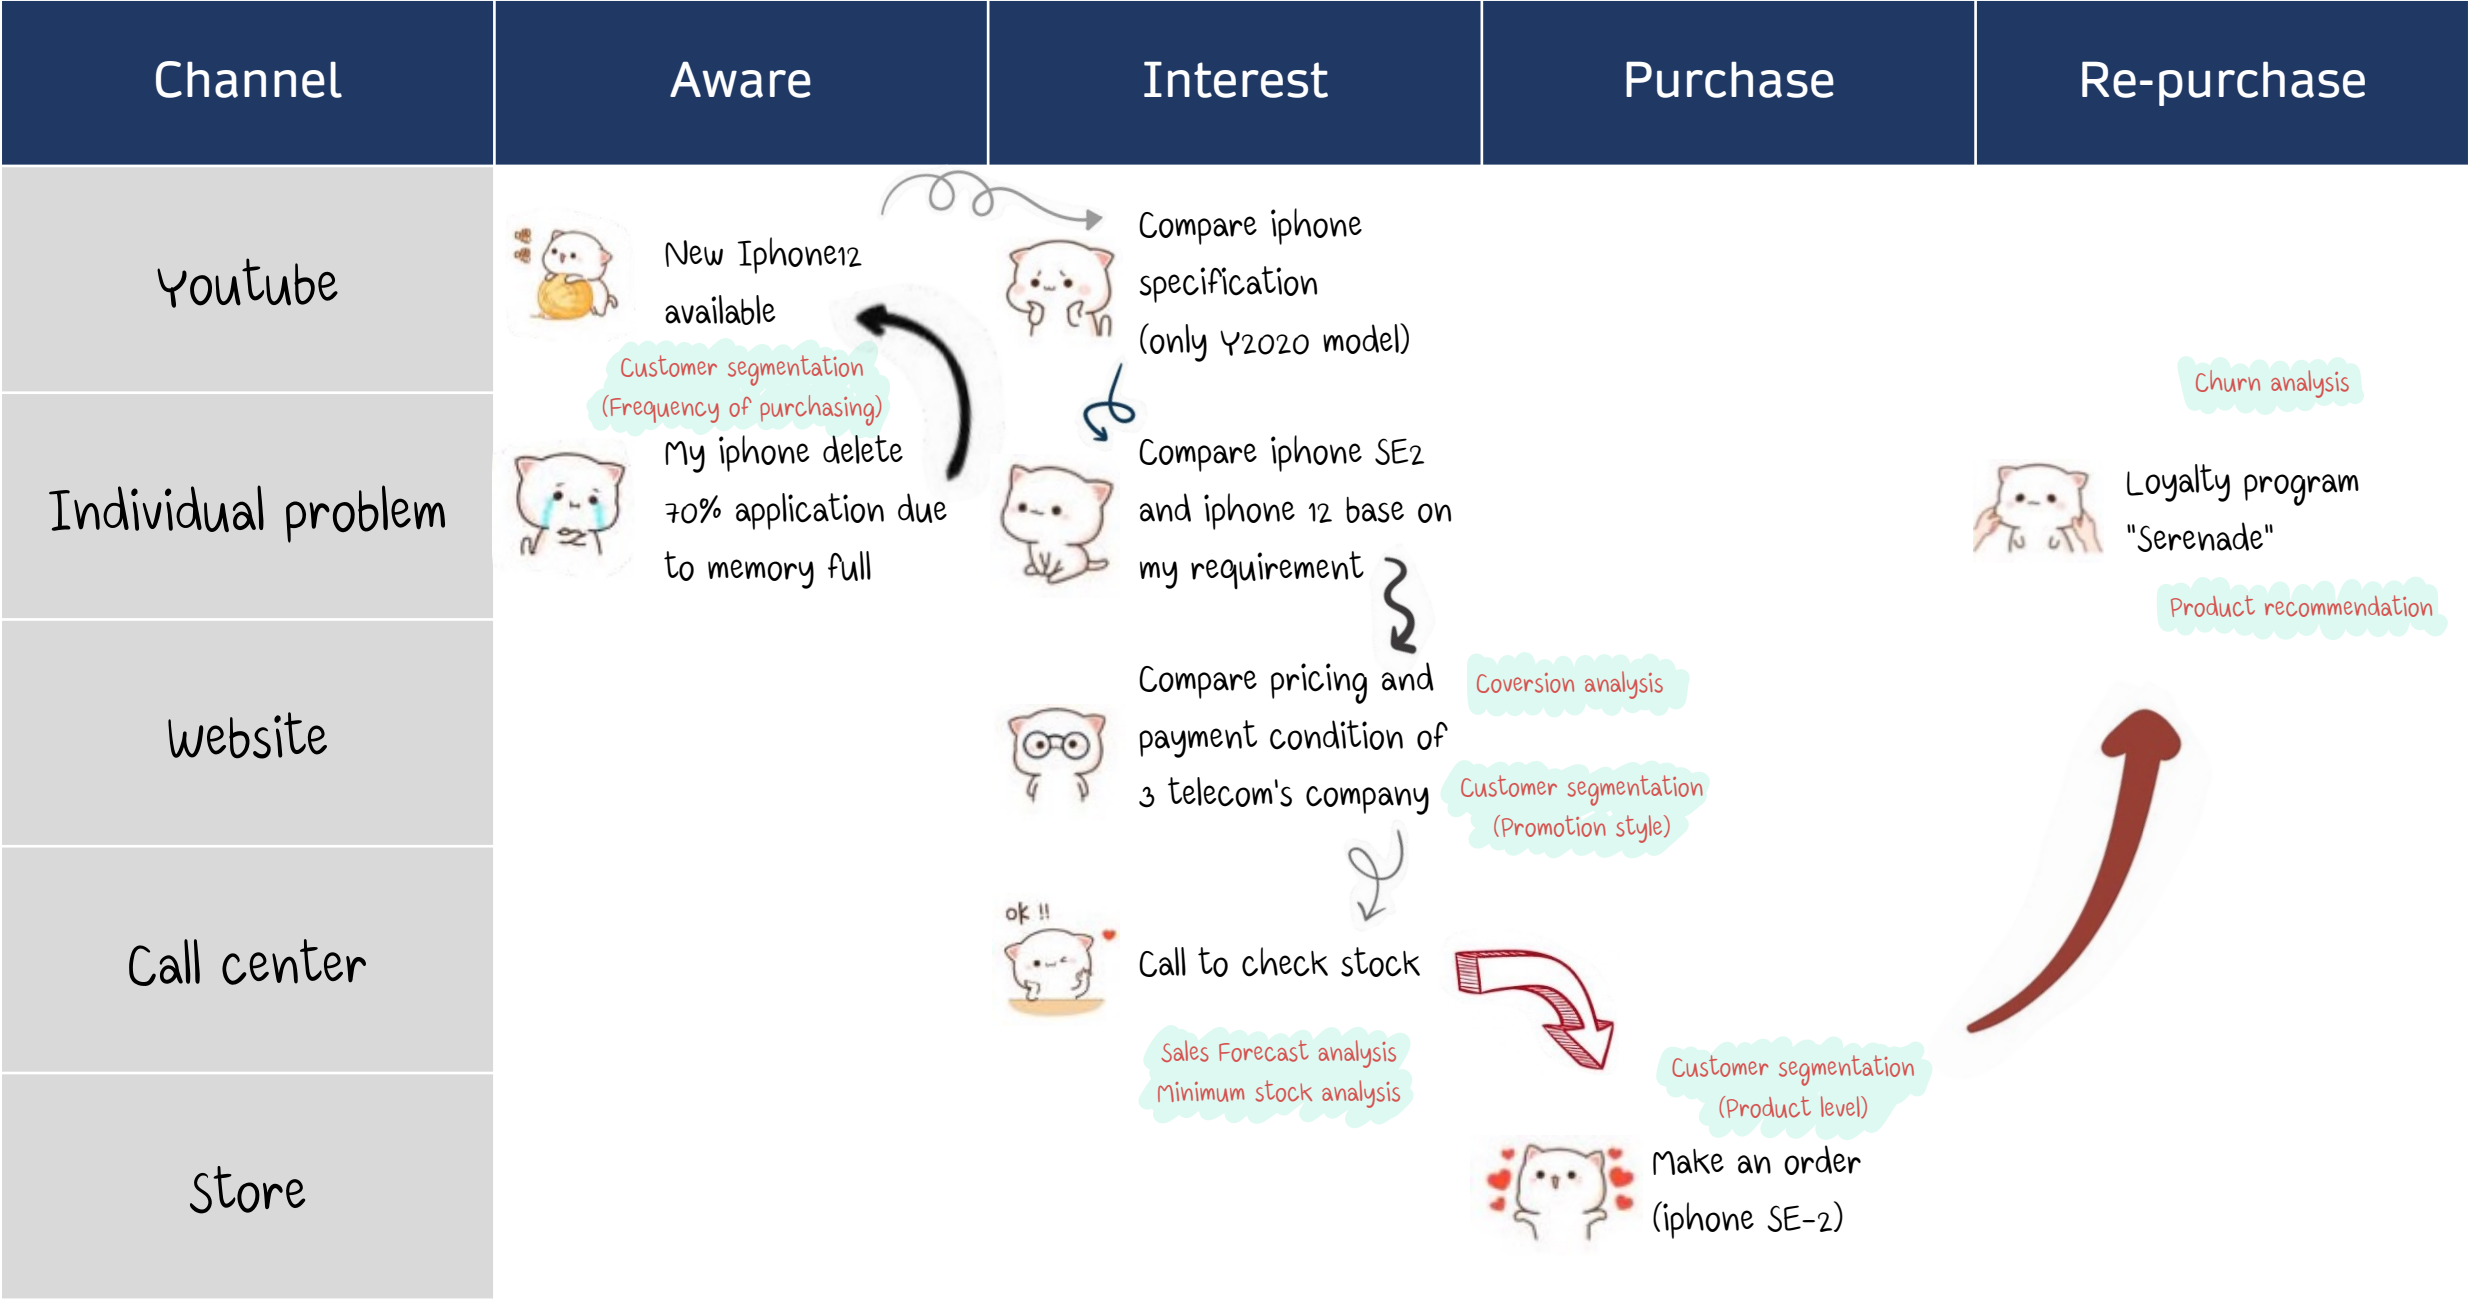 Channel
Aware
Interest
Purchase
Re-purchase
Youtube
New Iphone12
available
Customer segmentation
(Frequency of purchasing)
Compare iphone
specification
(only Y2020 model)
Churn analysis
Individual problem
My iphone delete
70% application due
to memory full
Compare iphone SE2
and iphone 12 base on
my requirement
Loyalty program
"Serenade"
Product recommendation
Website
Compare pricing and
payment condition of
3 telecom's company
Coversion analysis
Customer segmentation
(Promotion style)
Call center
ok !!
Call to check stock
Sales Forecast analysis
Minimum stock analysis
Customer segmentation
(Product level)
Store
Make an order
(iphone SE-2)